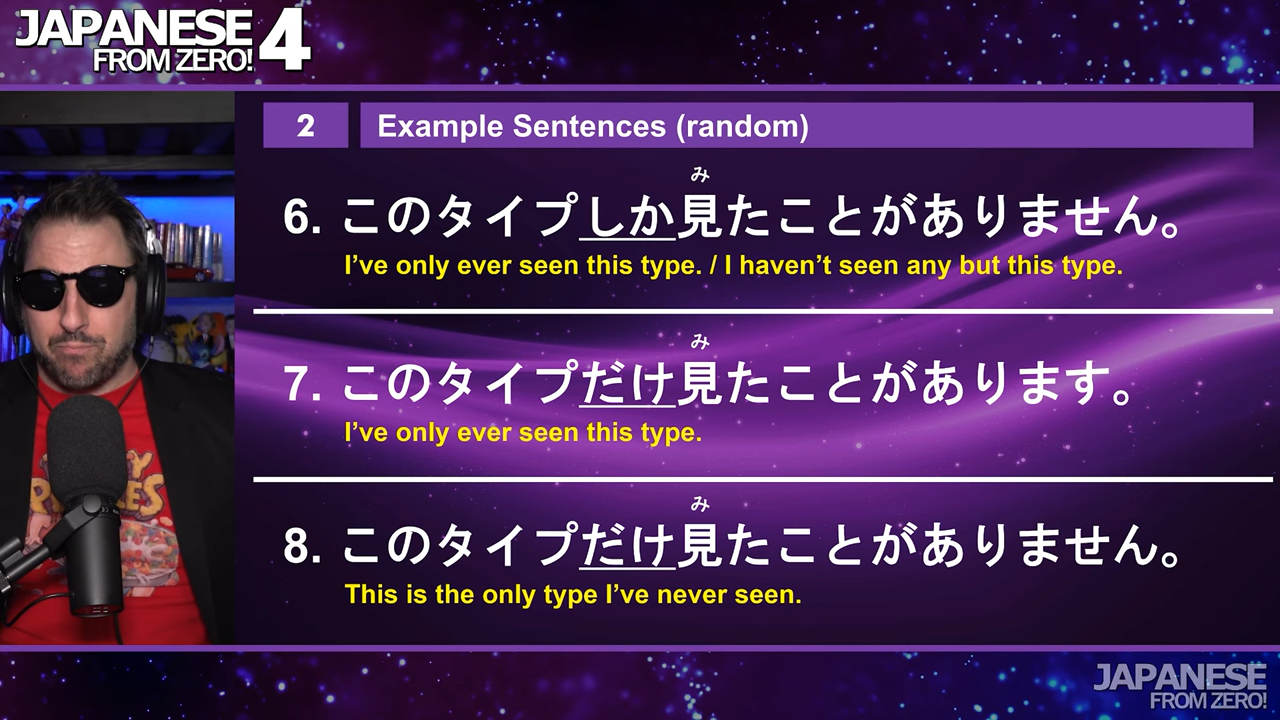 JAPANESE
FROM ZERO! 4
2 Example Sentences (random)
み
6. このタイプしか見たことがありません。
I've only ever seen this type. / I haven't seen any but this type.
み
7. このタイプだけ見たことがあります。
I've only ever seen this type.
み
8. このタイプだけ見たことがありません。
This is the only type I've never seen.
JAPANESE
FROM ZERO!